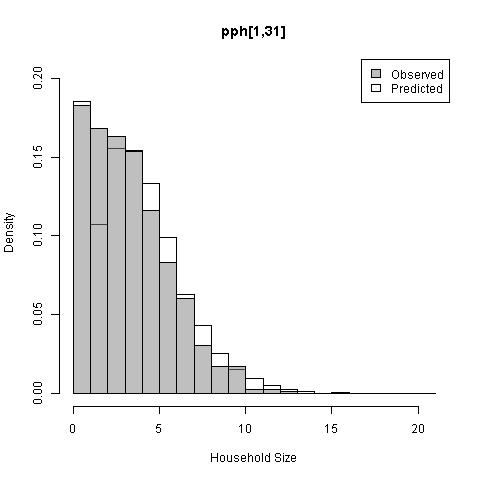 pph[1,31]
Observed
Predicted
0.20
0.15
0.10
0.05
0.00
Density
0 5 10 15 20
Household Size